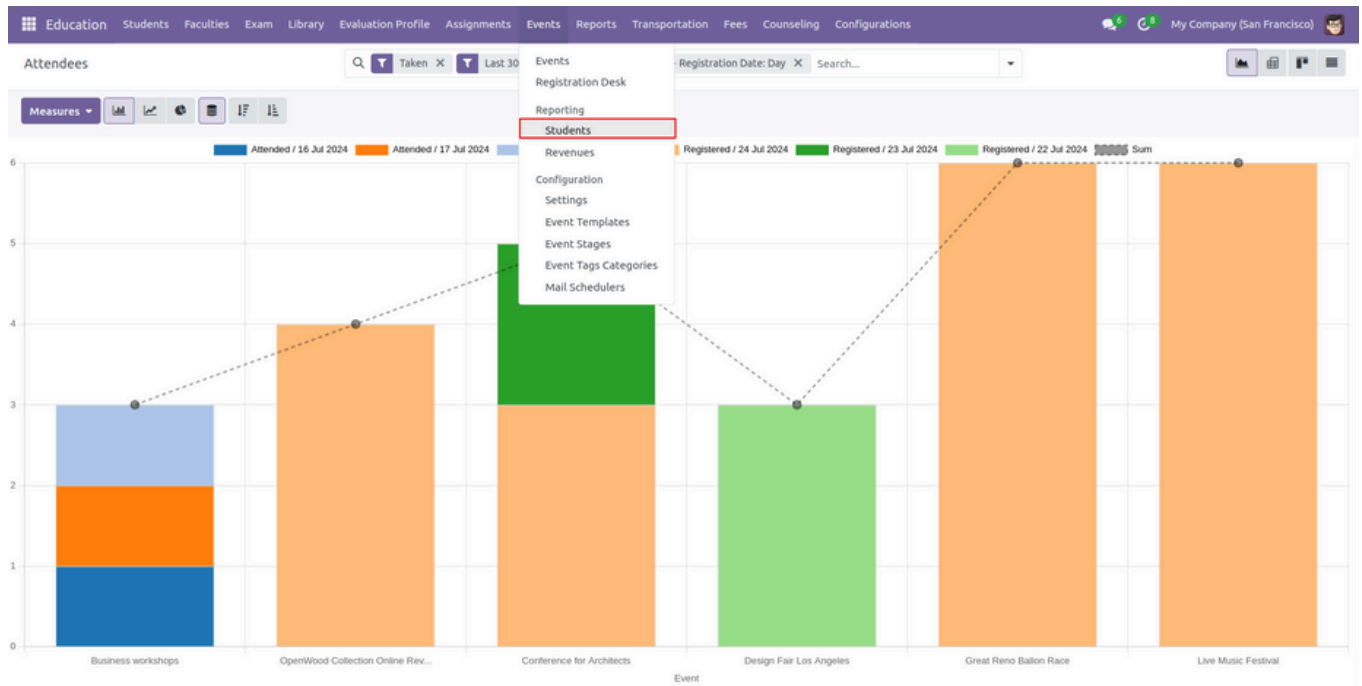 Education Students Faculties Exam Library Evaluation Profile Assignments Events Reports Transportation Fees Counseling Configurations 6 8 My Company (San Francisco)
Attendees
Taken × Last 30 Registration Date: Day × Search...
Events
Registration Desk
Reporting
Students
Revenues
Configuration
Settings
Event Templates
Event Stages
Event Tags Categories
Mail Schedulers
Measures
Attended / 16 Jul 2024 Attended / 17 Jul 2024 Registered / 24 Jul 2024 Registered / 23 Jul 2024 Registered / 22 Jul 2024 Sum
6
5
4
3
2
1
0
Business workshops OpenWood Collection Online Rev... Conference for Architects Design Fair Los Angeles Great Reno Ballon Race Live Music Festival
Event